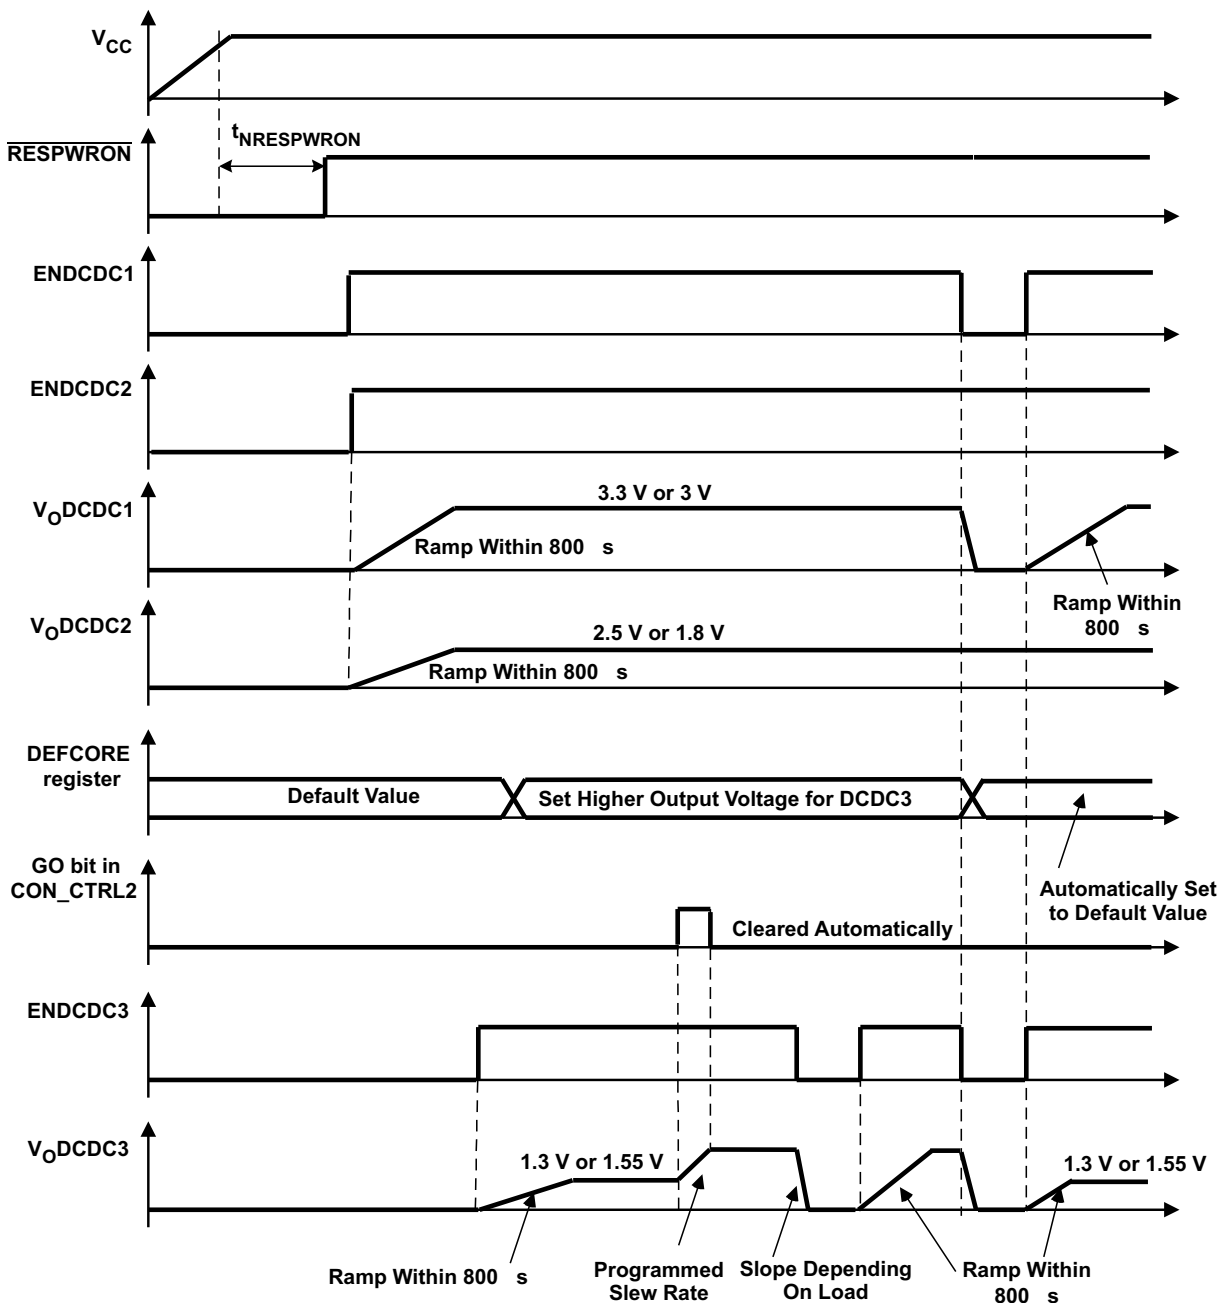 VCC
tNRESPWRON
RESPWRON
ENDCDC1
ENDCDC2
3.3 V or 3 V
VODCDC1
Ramp Within 800 s
Ramp Within
800 s
2.5 V or 1.8 V
VODCDC2
Ramp Within 800 s
DEFCORE
register
Default Value
Set Higher Output Voltage for DCDC3
GO bit in
CON_CTRL2
Automatically Set
to Default Value
Cleared Automatically
ENDCDC3
VODCDC3
1.3 V or 1.55 V
1.3 V or 1.55 V
Ramp Within 800 s
Programmed
Slew Rate
Slope Depending
On Load
Ramp Within
800 s